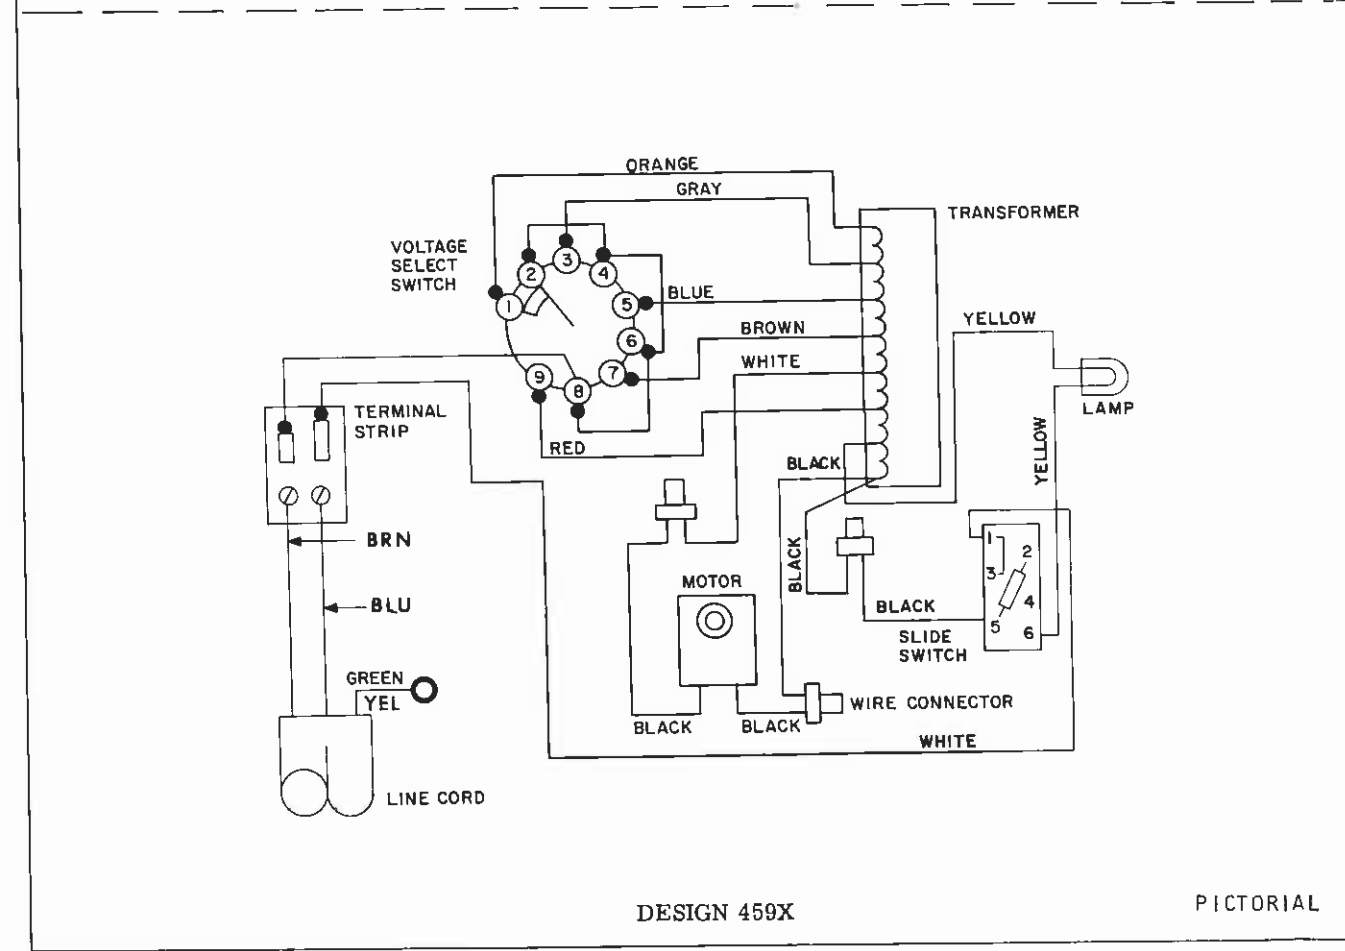 ORANGE
GRAY
TRANSFORMER
VOLTAGE
SELECT
SWITCH
3
2
4
1
5
BLUE
6
BROWN
YELLOW
WHITE
7
9
8
LAMP
TERMINAL
STRIP
RED
BLACK
YELLOW
BRN
1
2
3
BLACK
MOTOR
BLU
BLACK
4
5
6
SLIDE
SWITCH
GREEN
YEL
WIRE CONNECTOR
BLACK
BLACK
WHITE
LINE CORD
DESIGN 459X
PICTORIAL